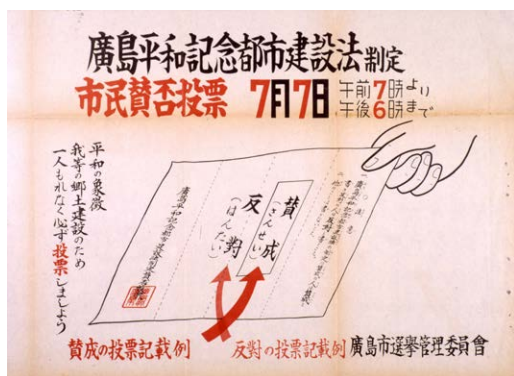 廣島平和記念都市建設法制定
市民賛否投票 7月7日 午前7時より
午後6時まで
平和の象徴
我等の郷土建設のため
一人もれなく必ず投票しましよう
賛成
(さんせい)
反對
(はんたい)
賛成の投票記載例
反對の投票記載例
廣島市選擧管理委員會